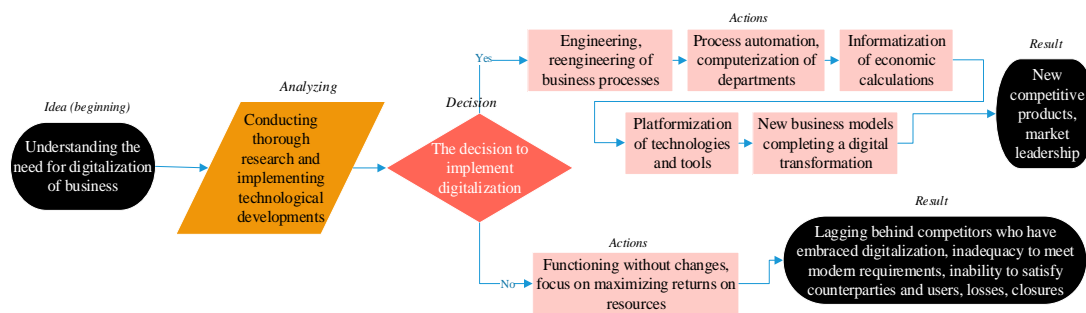 Idea (beginning)
Understanding the
need for digitalization
of business
Analyzing
Conducting
thorough
research and
implementing
technological
developments
Decision
The decision to
implement
digitalization
Yes
Actions
Engineering,
reengineering of
business processes
Process automation,
computerization of
departments
Informatization
of economic
calculations
Platformization
of technologies
and tools
New business models
completing a digital
transformation
Result
New
competitive
products,
market
leadership
No
Actions
Functioning without changes,
focus on maximizing returns on
resources
Result
Lagging behind competitors who have
embraced digitalization, inadequacy to meet
modern requirements, inability to satisfy
counterparties and users, losses, closures